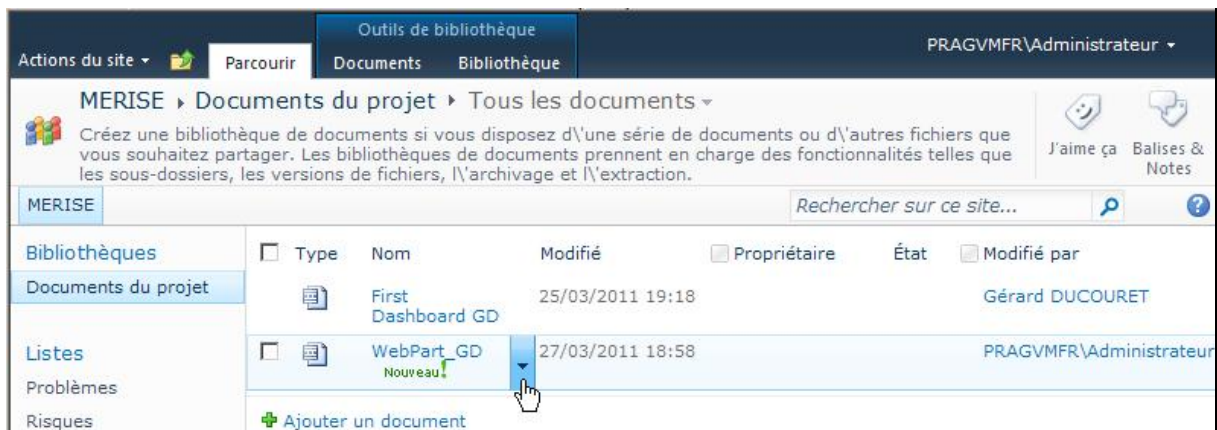 Outils de bibliothèque
PRAGVMFR\Administrateur
Actions du site
Parcourir
Documents
Bibliothèque
MERISE Documents du projet Tous les documents
Créez une bibliothèque de documents si vous disposez d\'une série de documents ou d\'autres fichiers que
vous souhaitez partager. Les bibliothèques de documents prennent en charge des fonctionnalités telles que
les sous-dossiers, les versions de fichiers, l\'archivage et l\'extraction.
J'aime ça
Balises &
Notes
MERISE
Rechercher sur ce site...
Bibliothèques
Documents du projet
Listes
Problèmes
Risques
Type Nom Modifié Propriétaire État Modifié par
First
Dashboard GD
25/03/2011 19:18
Gérard DUCOURET
WebPart_GD
Nouveau!
27/03/2011 18:58
PRAGVMFR\Administrateur
Ajouter un document